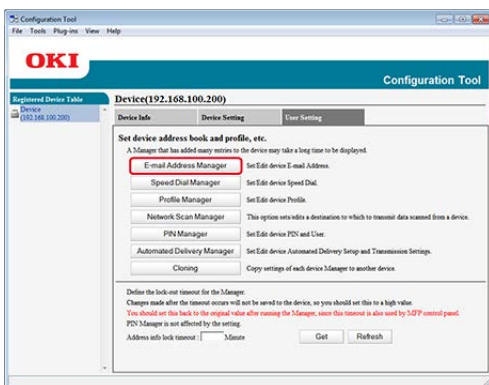 Configuration Tool
File Tools Plug-ins View Help
OKI
Configuration Tool
Registered Device Table
Device
(192.168.100.200)
Device(192.168.100.200)
Device Info Device Setting User Setting
Set device address book and profile, etc.
A Manager that has added many entries to the device may take a long time to be displayed.
E-mail Address Manager Set/Edit device E-mail Address.
Speed Dial Manager Set/Edit device Speed Dial.
Profile Manager Set/Edit device Profile.
Network Scan Manager This option sets/edits a destination to which to transmit data scanned from a device.
PIN Manager Set/Edit device PIN and User.
Automated Delivery Manager Set/Edit device Automated Delivery Setup and Transmission Settings.
Cloning Copy settings of each device Manager to another device.
Define the lock-out timeout for the Manager.
Changes made after the timeout occurs will not be saved to the device, so you should set this to a high value.
You should set this back to the original value after running the Manager, since this timeout is also used by MFP control panel.
PIN Manager is not affected by the setting.
Address info lock timeout : Minute Get Refresh